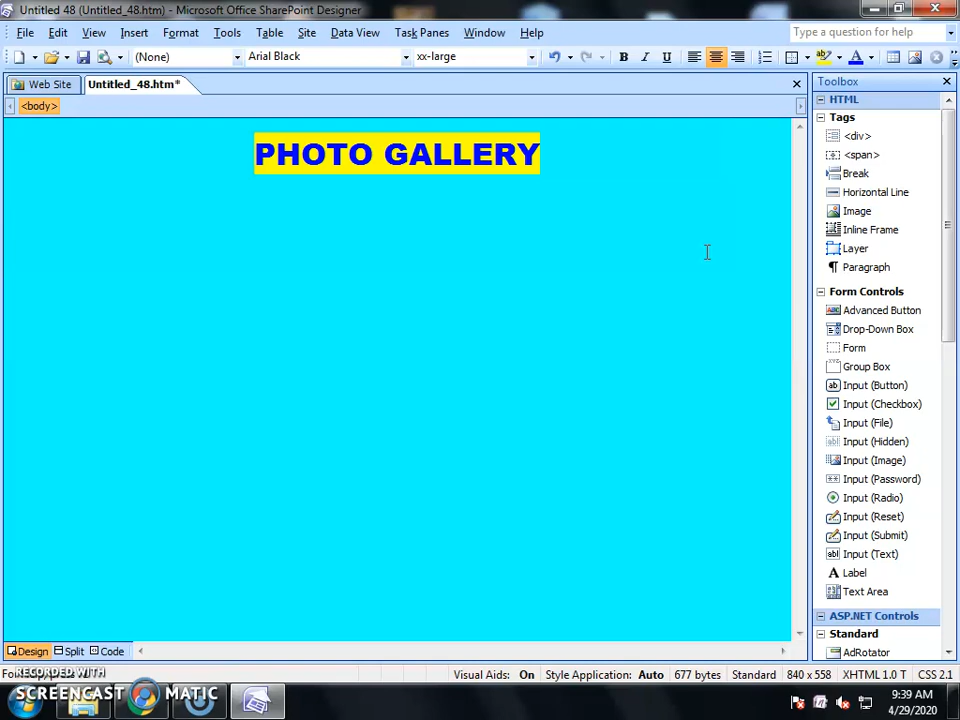 Untitled 48 (Untitled_48.htm) - Microsoft Office SharePoint Designer
File Edit View Insert Format Tools Table Site Data View Task Panes Window Help Type a question for help
(None) Arial Black xx-large B I U A
Web Site Untitled_48.htm*
<body>
PHOTO GALLERY
Toolbox
HTML
Tags
<div>
<span>
Break
Horizontal Line
Image
Inline Frame
Layer
Paragraph
Form Controls
Advanced Button
Drop-Down Box
Form
Group Box
Input (Button)
Input (Checkbox)
Input (File)
Input (Hidden)
Input (Image)
Input (Password)
Input (Radio)
Input (Reset)
Input (Submit)
Input (Text)
Label
Text Area
ASP.NET Controls
Standard
AdRotator
Design Split Code
Visual Aids: On Style Application: Auto 677 bytes Standard 840 x 558 XHTML 1.0 T CSS 2.1
RECORDED WITH
SCREENCAST MATIC
9:39 AM
4/29/2020